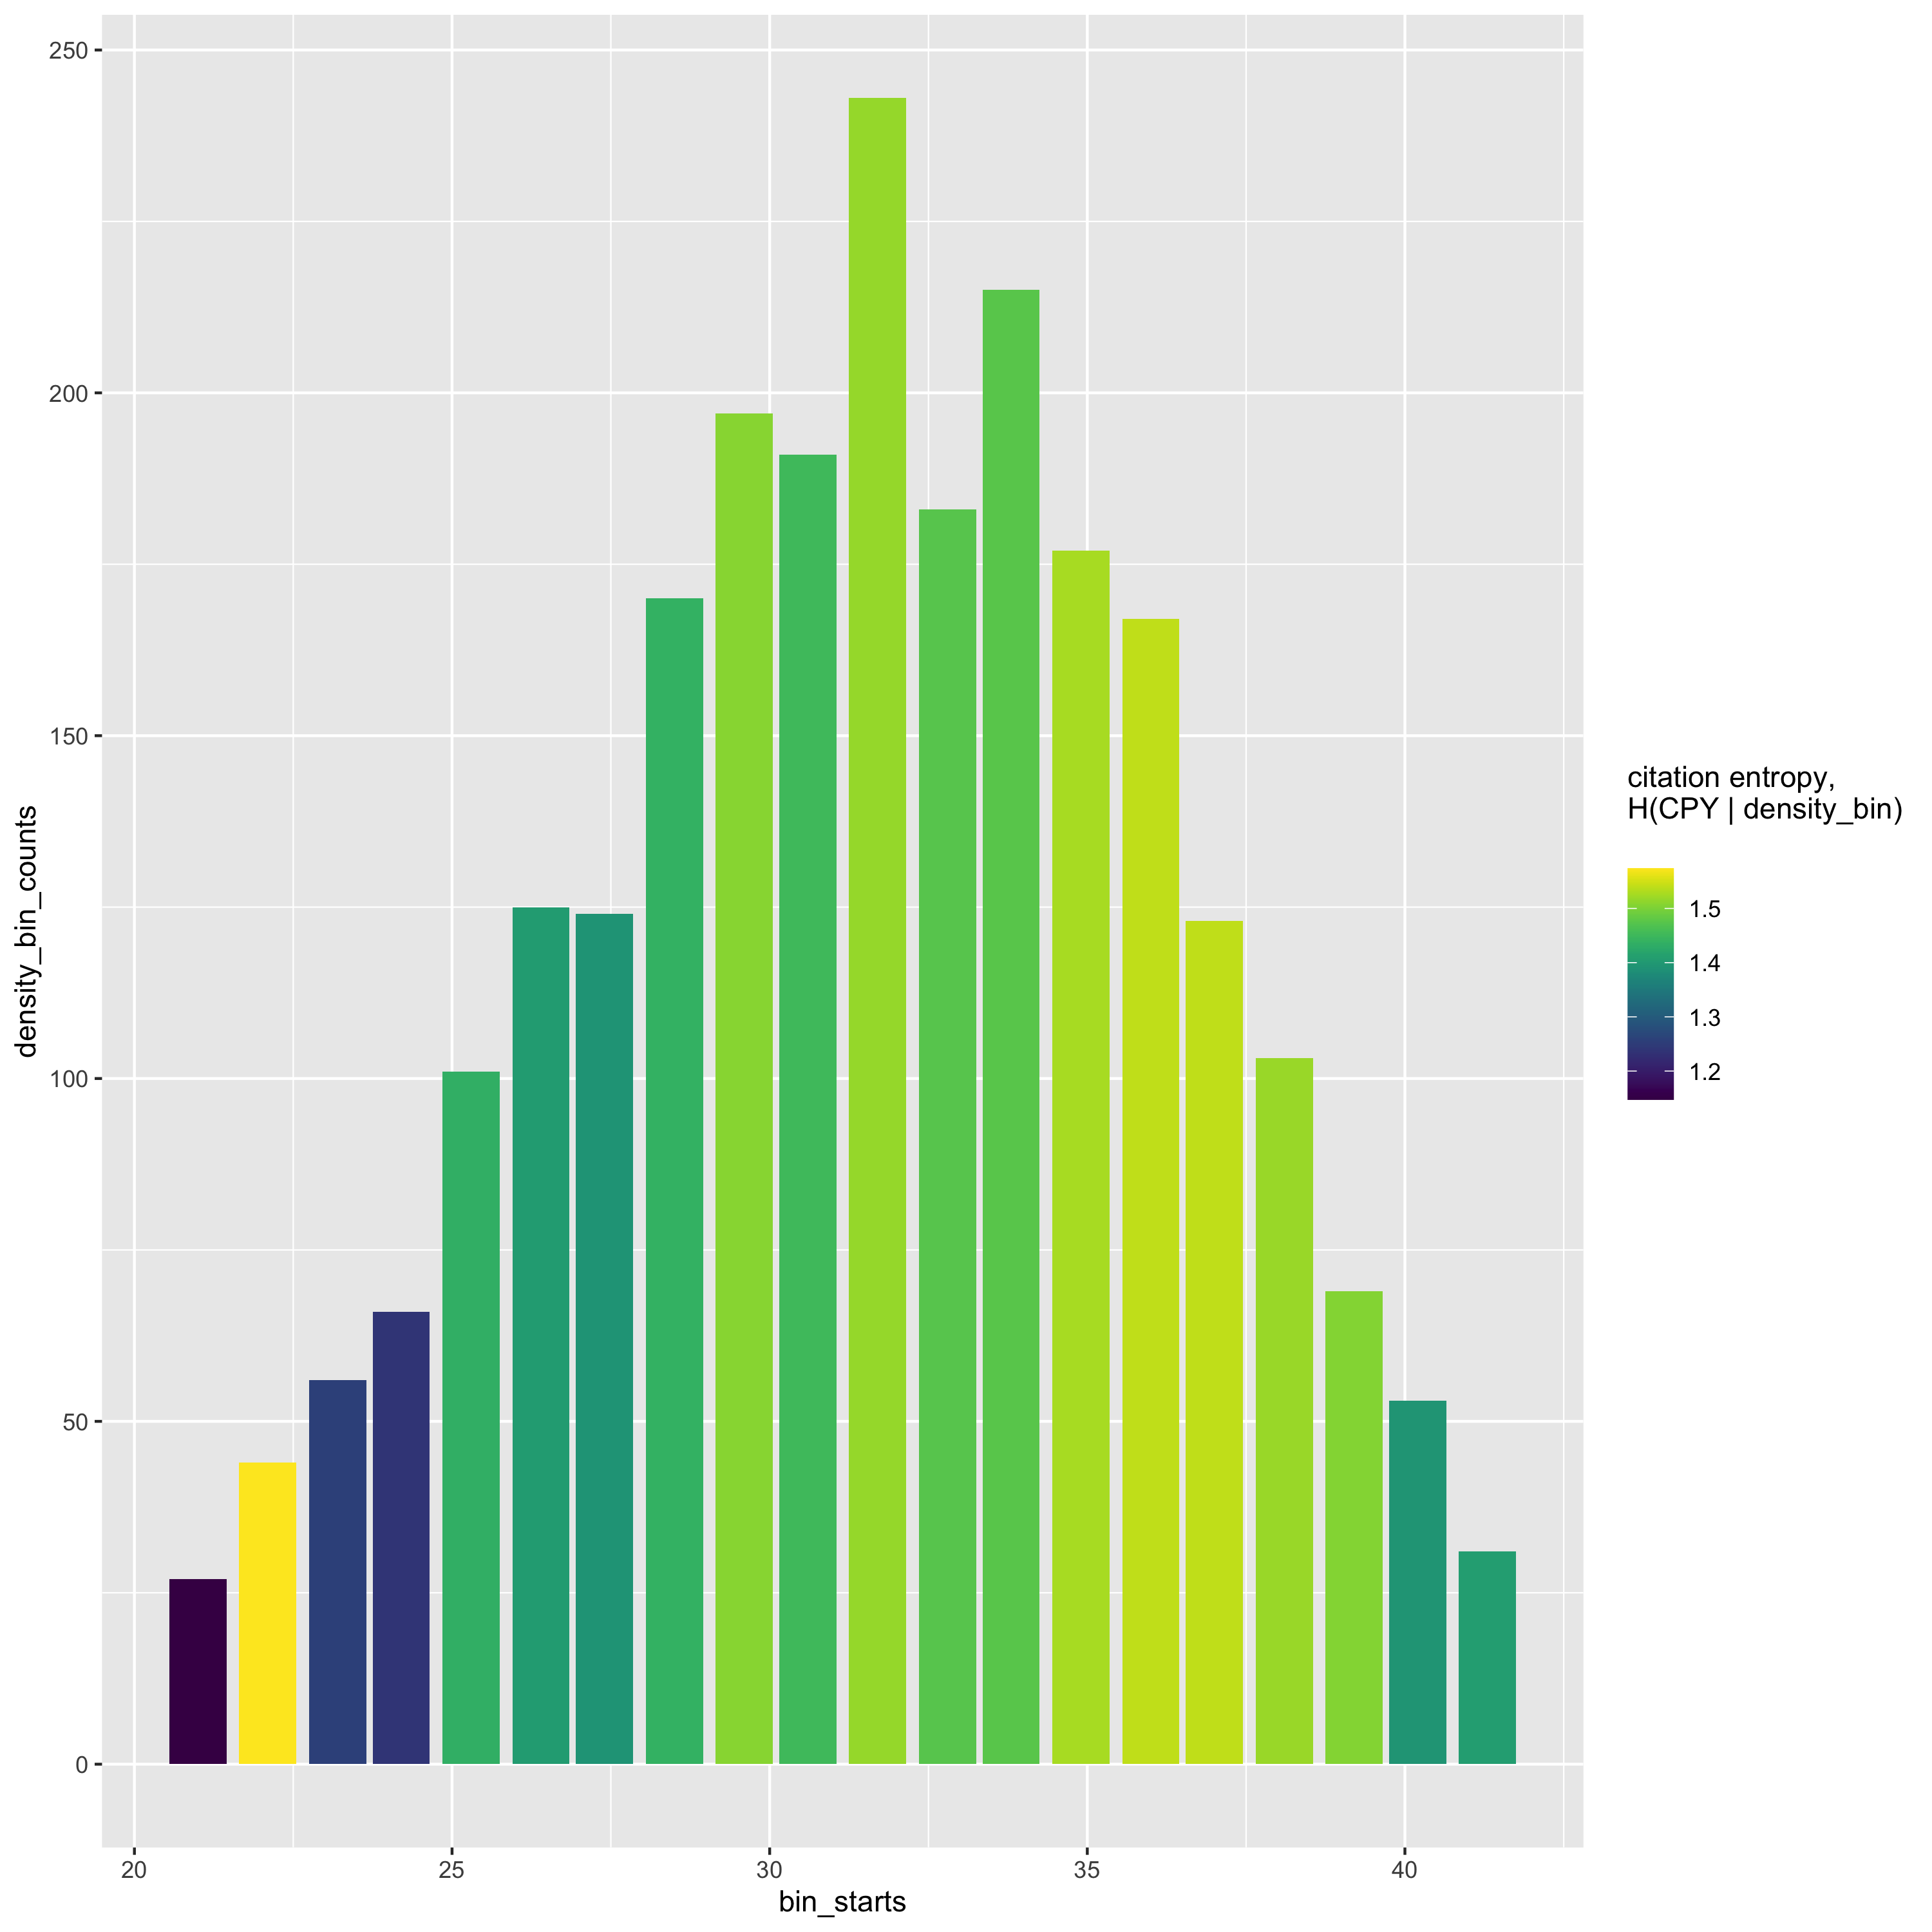 250
200
150
100
50
0
density_bin_counts
20 25 30 35 40
bin_starts
citation entropy,
H(CPY | density_bin)
1.5
1.4
1.3
1.2